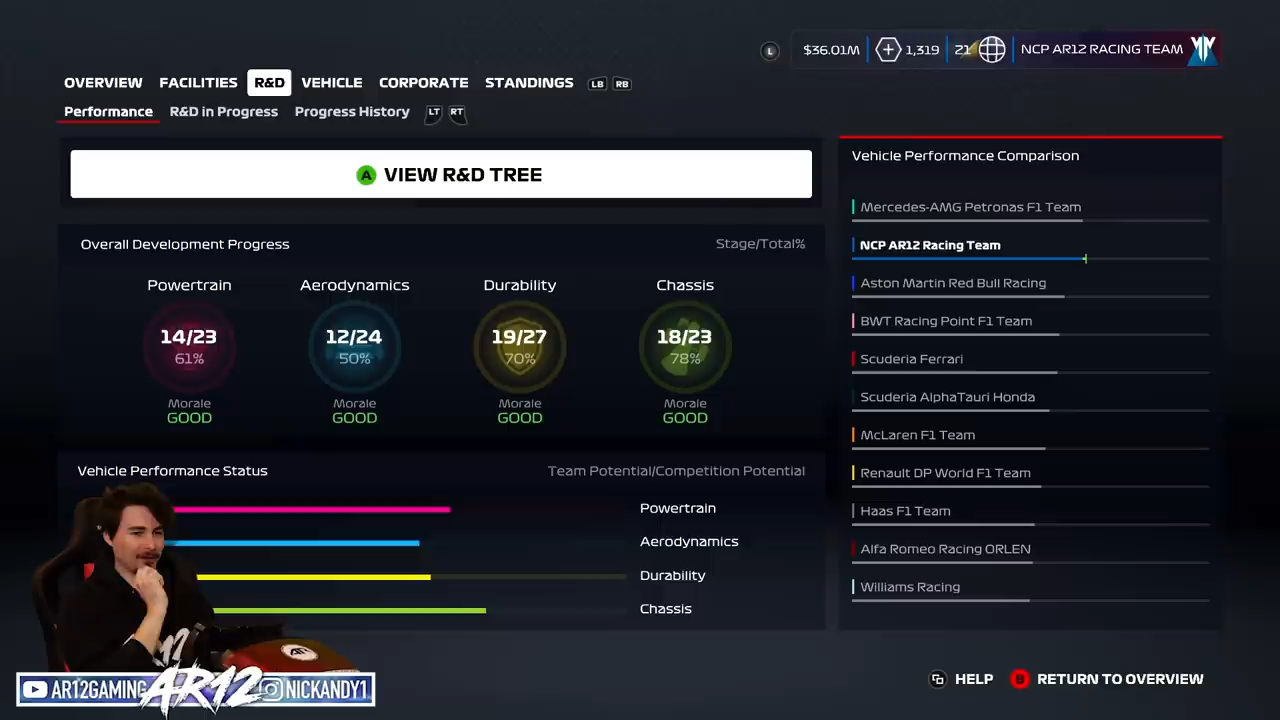 $36.01M 1,319 21 NCP AR12 RACING TEAM
OVERVIEW FACILITIES R&D VEHICLE CORPORATE STANDINGS LB RB
Performance R&D in Progress Progress History LT RT
A VIEW R&D TREE
Overall Development Progress Stage/Total%
Powertrain Aerodynamics Durability Chassis
14/23 12/24 19/27 18/23
61% 50% 70% 78%
Morale Morale Morale Morale
GOOD GOOD GOOD GOOD
Vehicle Performance Status Team Potential/Competition Potential
Powertrain
Aerodynamics
Durability
Chassis
Vehicle Performance Comparison
Mercedes-AMG Petronas F1 Team
NCP AR12 Racing Team
Aston Martin Red Bull Racing
BWT Racing Point F1 Team
Scuderia Ferrari
Scuderia AlphaTauri Honda
McLaren F1 Team
Renault DP World F1 Team
Haas F1 Team
Alfa Romeo Racing ORLEN
Williams Racing
AR12GAMING AR12 NICKANDY1
HELP B RETURN TO OVERVIEW